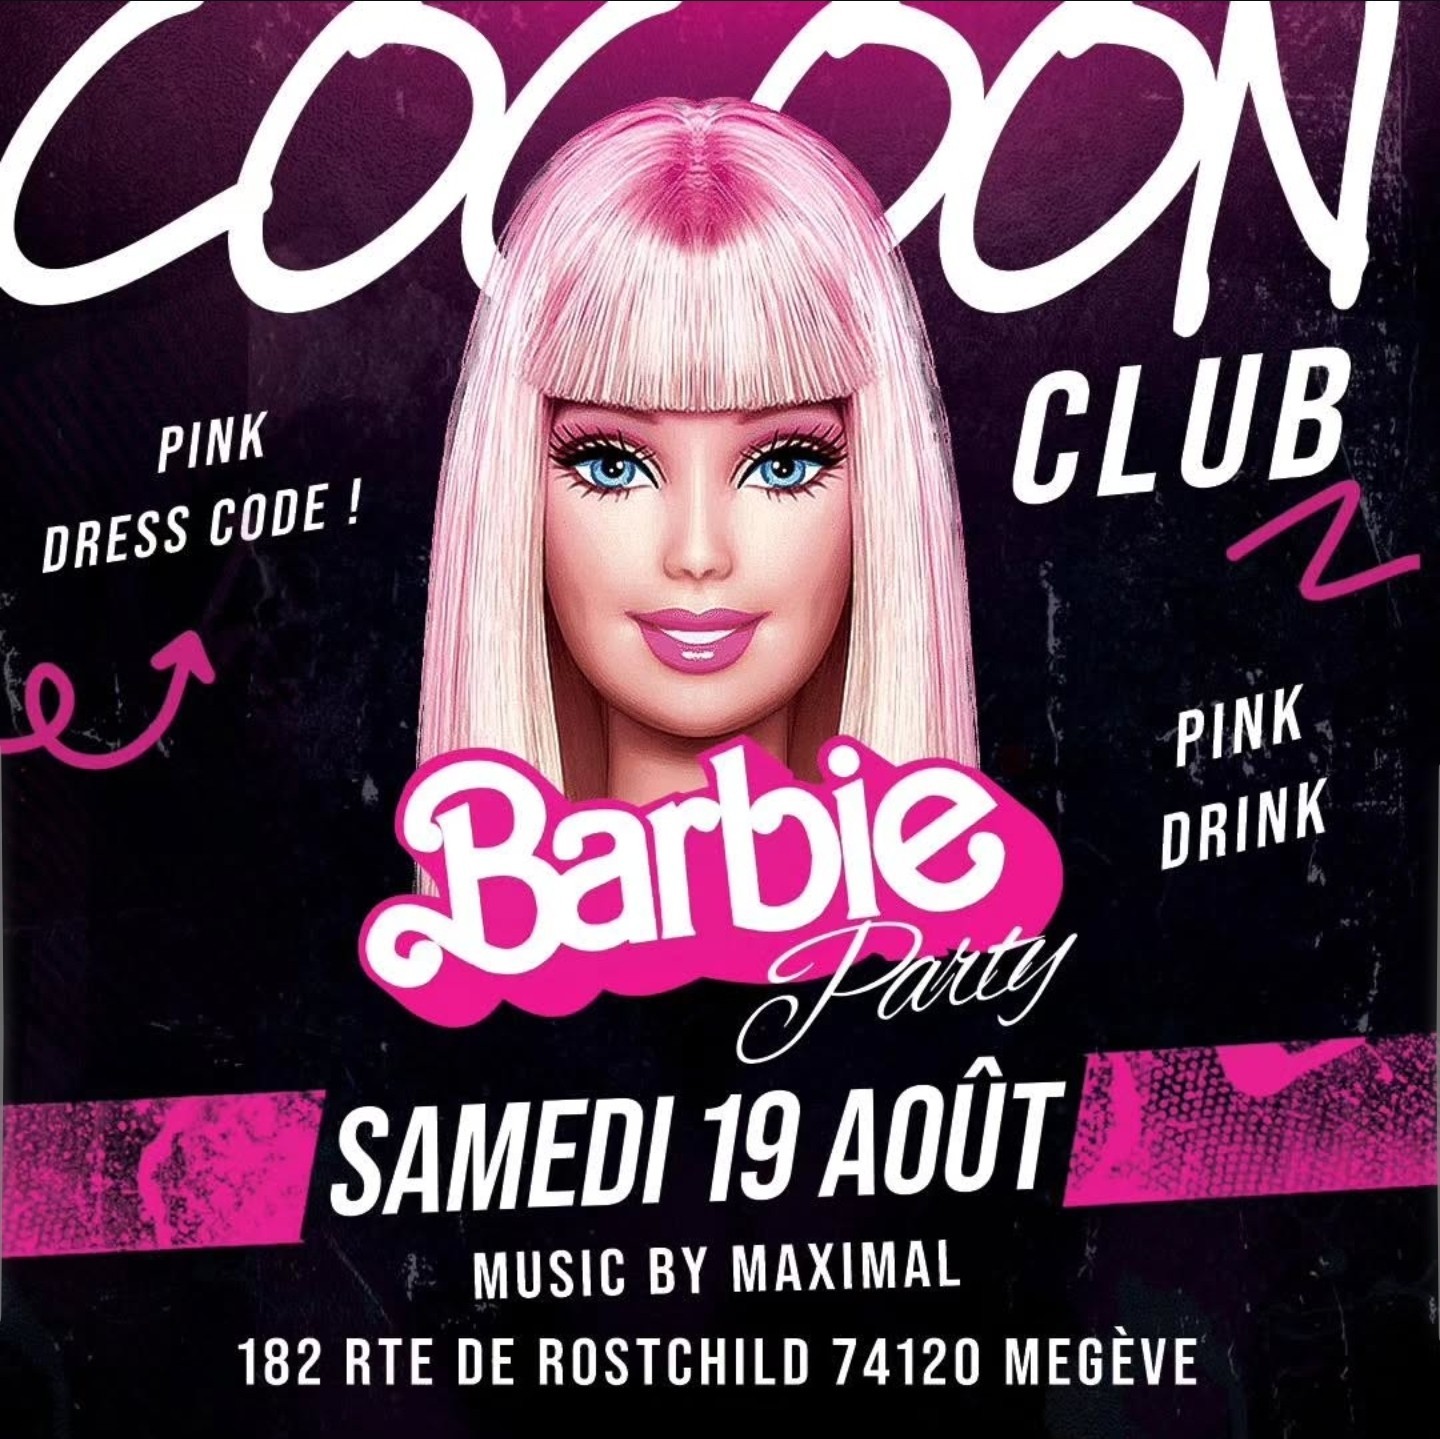 COCOON
CLUB
PINK
DRESS CODE !
PINK
DRINK
Barbie
Party
SAMEDI 19 AOÛT
MUSIC BY MAXIMAL
182 RTE DE ROSTCHILD 74120 MEGÈVE